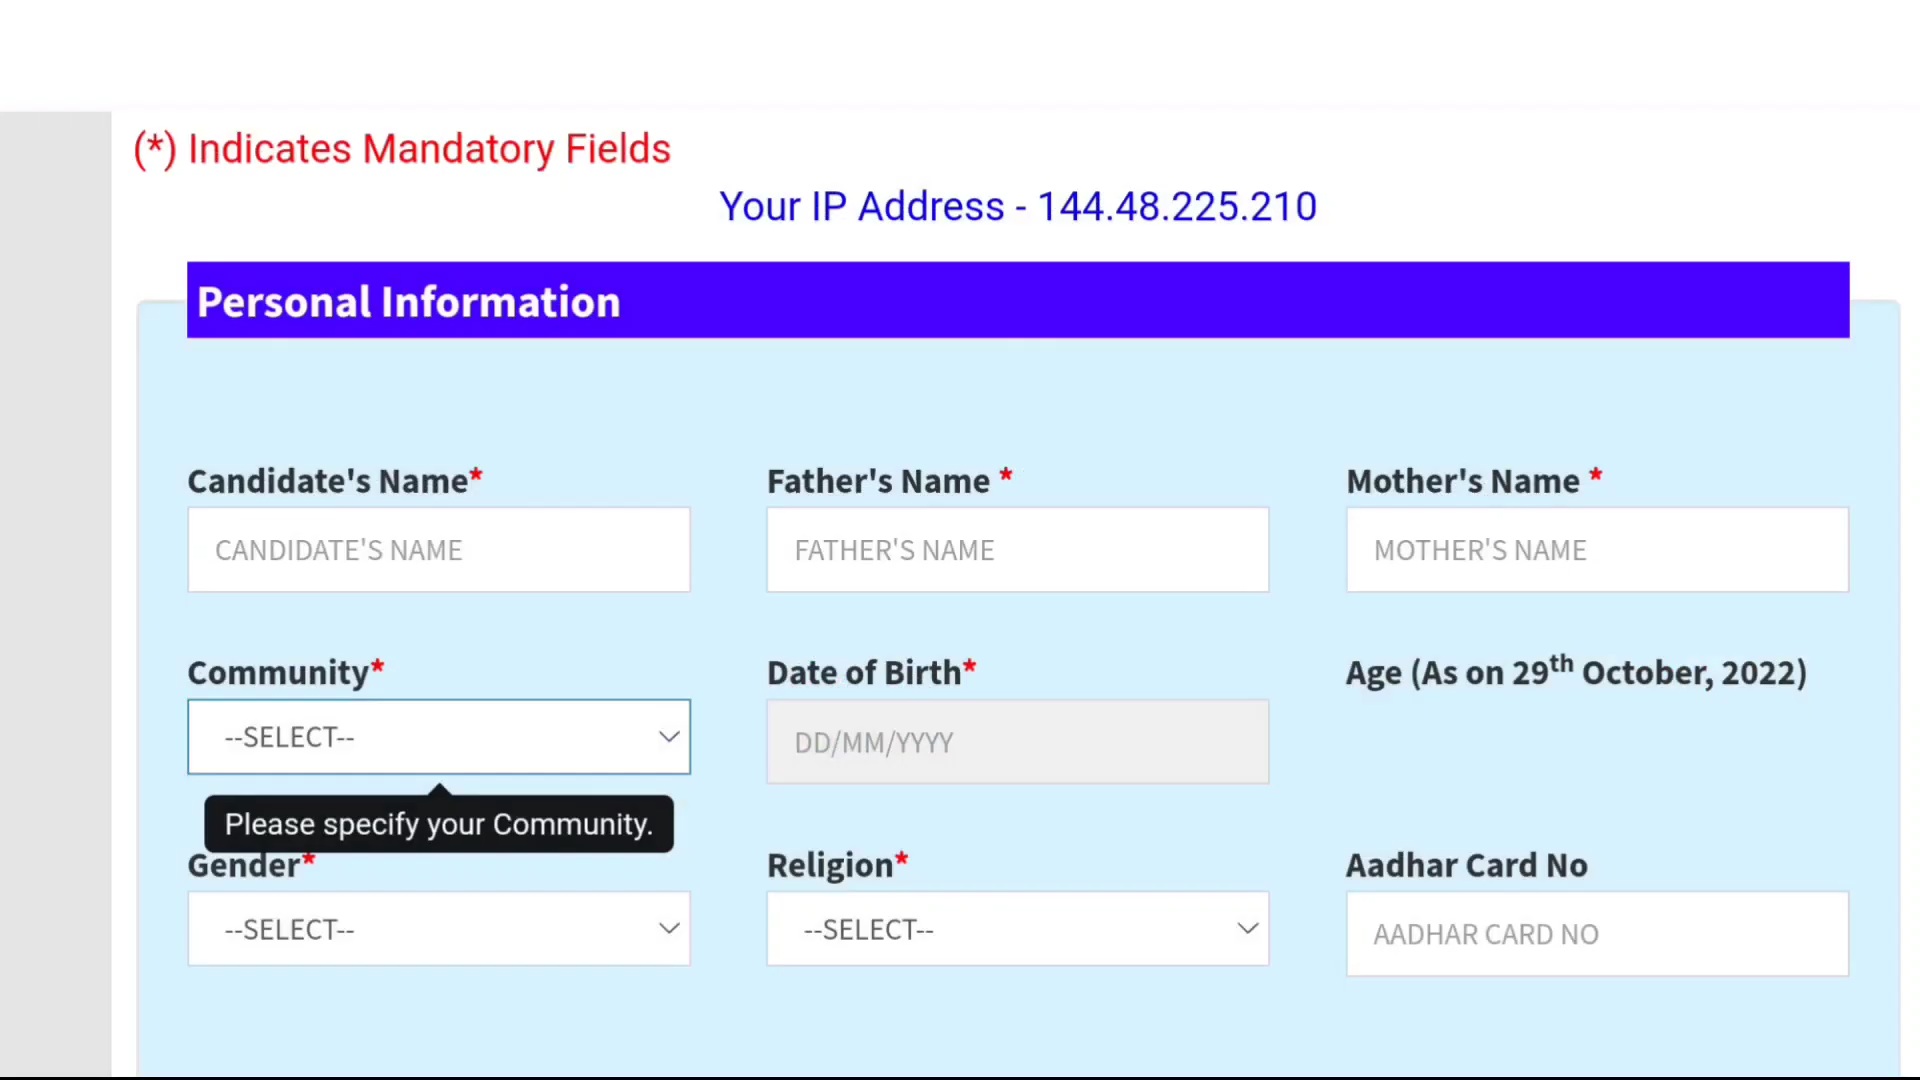 (*) Indicates Mandatory Fields
Your IP Address - 144.48.225.210
Personal Information
Candidate's Name* Father's Name * Mother's Name *
CANDIDATE'S NAME FATHER'S NAME MOTHER'S NAME
Community* Date of Birth* Age (As on 29th October, 2022)
--SELECT-- DD/MM/YYYY
Please specify your Community.
Gender* Religion* Aadhar Card No
--SELECT-- --SELECT-- AADHAR CARD NO